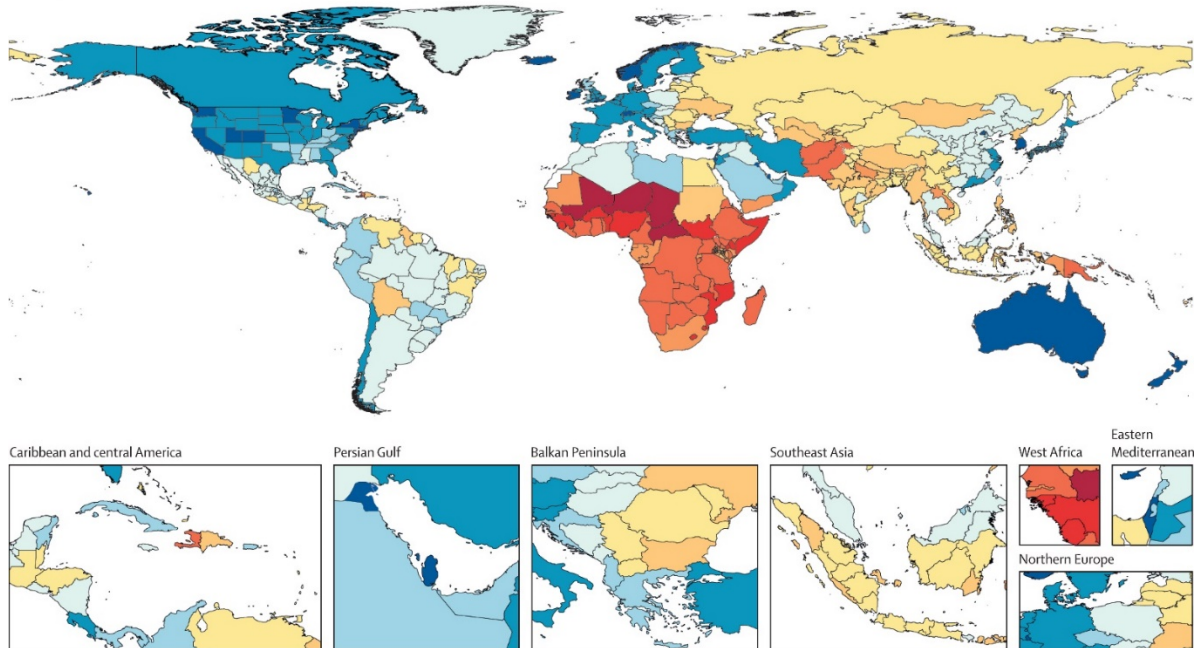 Caribbean and central America
Persian Gulf
Balkan Peninsula
Southeast Asia
West Africa
Eastern
Mediterranean
Northern Europe